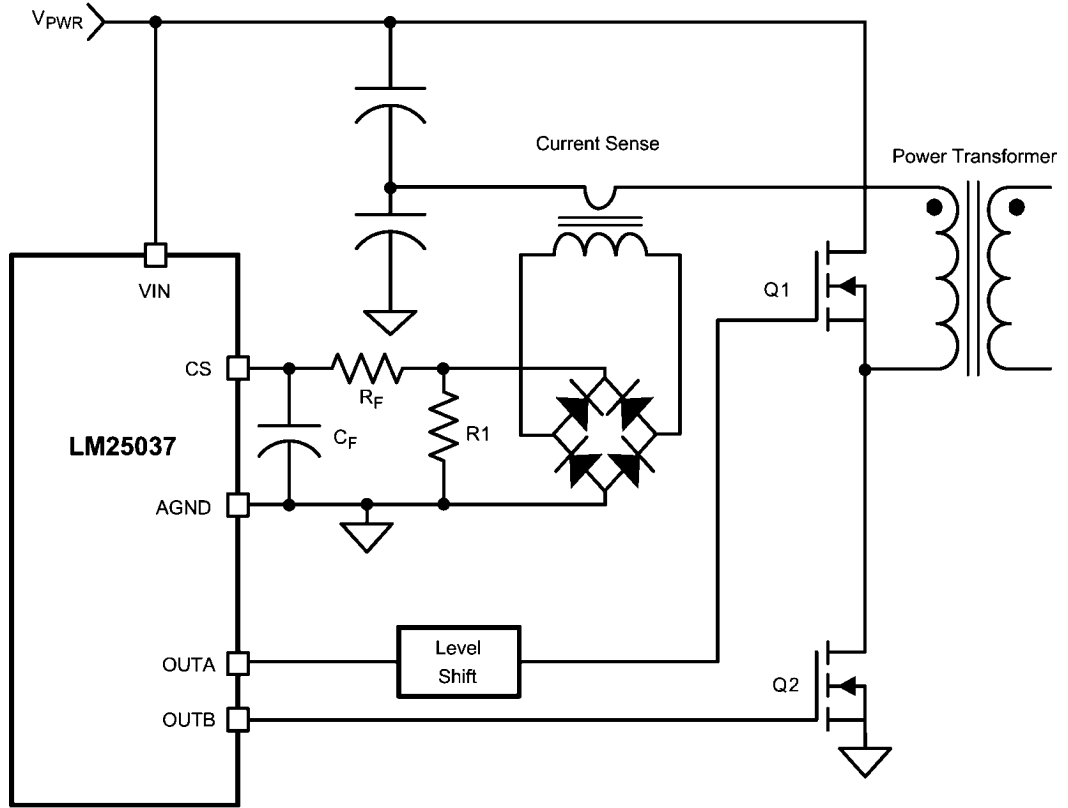 VPWR
Current Sense
Power Transformer
VIN
Q1
CS
RF
R1
CF
LM25037
AGND
Level
Shift
OUTA
Q2
OUTB